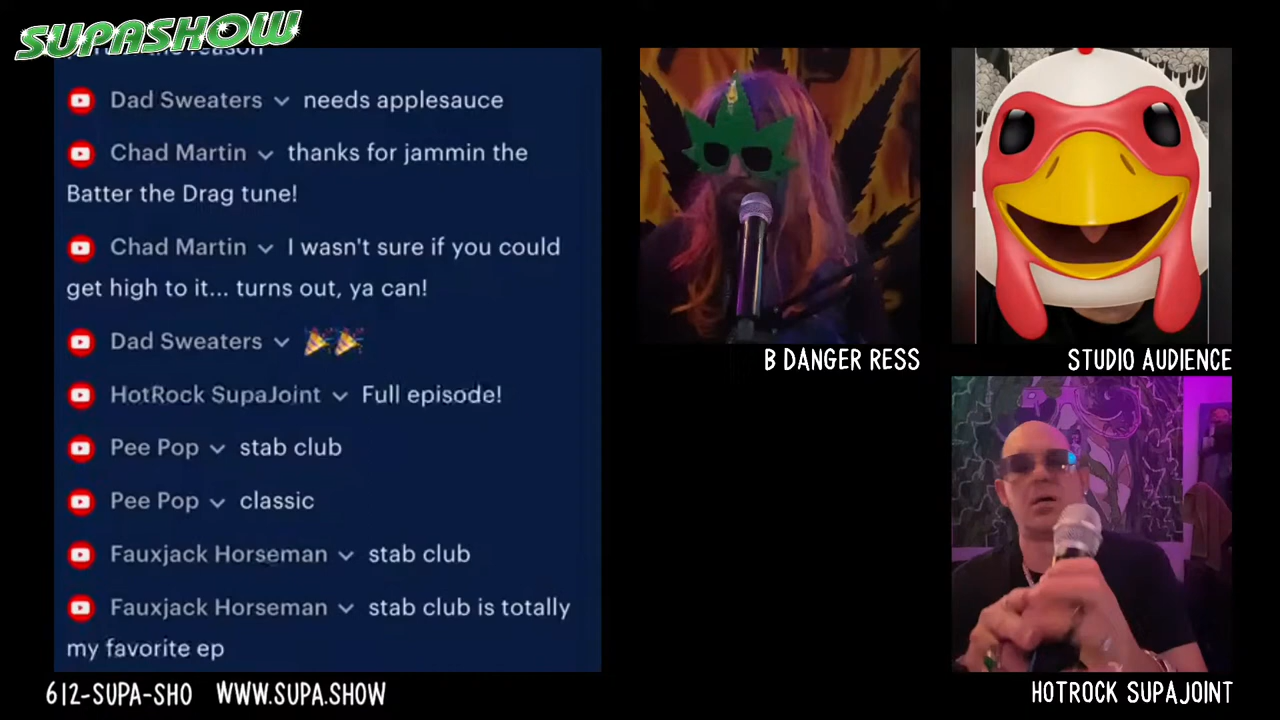 SUPASHOW
the reason
Dad Sweaters needs applesauce
Chad Martin thanks for jammin the
Batter the Drag tune!
Chad Martin I wasn't sure if you could
get high to it... turns out, ya can!
Dad Sweaters 🎉🎉
HotRock SupaJoint Full episode!
Pee Pop stab club
Pee Pop classic
Fauxjack Horseman stab club
Fauxjack Horseman stab club is totally
my favorite ep
B DANGER RESS
STUDIO AUDIENCE
HOTROCK SUPAJOINT
612-SUPA-SHO WWW.SUPA.SHOW